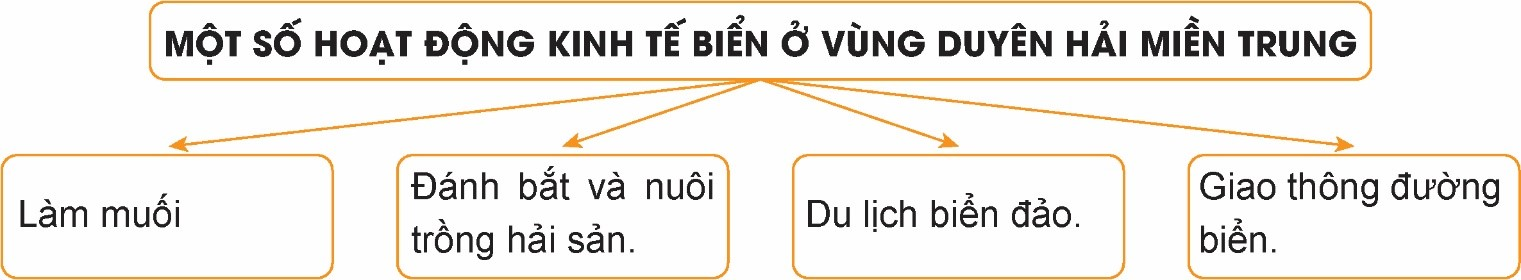 MỘT SỐ HOẠT ĐỘNG KINH TẾ BIỂN Ở VÙNG DUYÊN HẢI MIỀN TRUNG
Làm muối
Đánh bắt và nuôi
trồng hải sản.
Du lịch biển đảo.
Giao thông đường
biển.